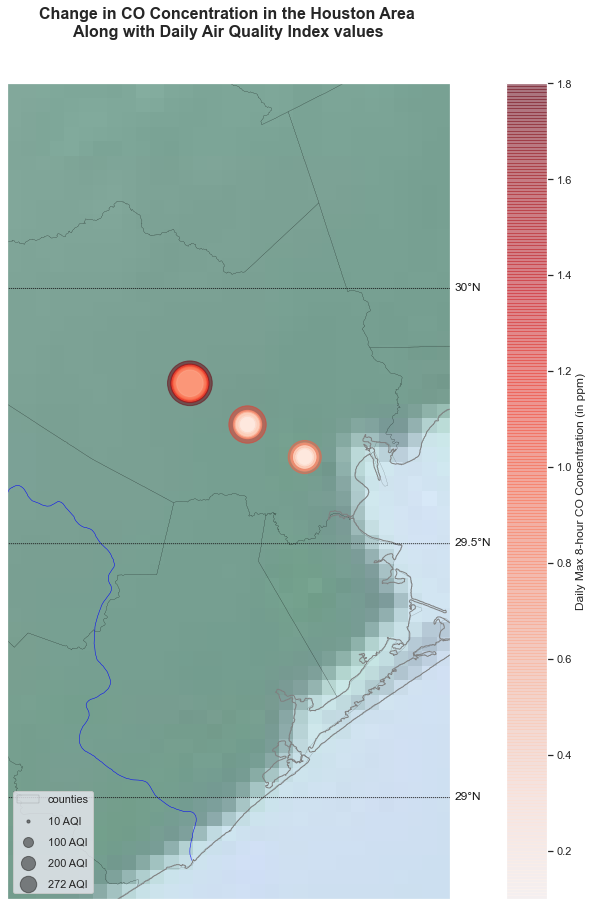 Change in CO Concentration in the Houston Area
Along with Daily Air Quality Index values
1.8
1.6
1.4
1.2
1.0
0.8
0.6
0.4
0.2
Daily Max 8-hour CO Concentration (in ppm)
30°N
29.5°N
29°N
counties
10 AQI
100 AQI
200 AQI
272 AQI